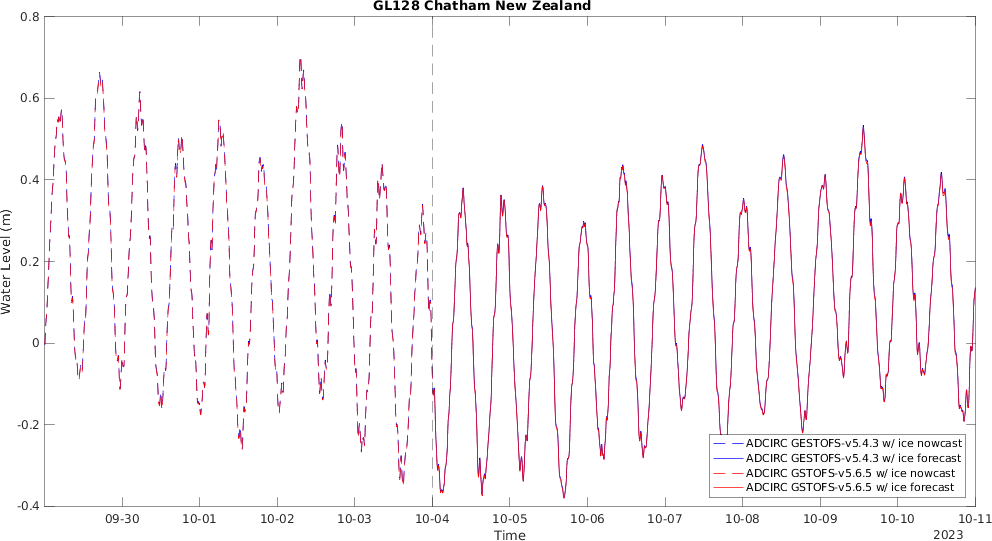 GL128 Chatham New Zealand
0.8
0.6
0.4
0.2
0
-0.2
-0.4
Water Level (m)
ADCIRC GESTOFS-v5.4.3 w/ ice nowcast
ADCIRC GESTOFS-v5.4.3 w/ ice forecast
ADCIRC GSTOFS-v5.6.5 w/ ice nowcast
ADCIRC GSTOFS-v5.6.5 w/ ice forecast
09-30 10-01 10-02 10-03 10-04 10-05 10-06 10-07 10-08 10-09 10-10 10-11
Time
2023